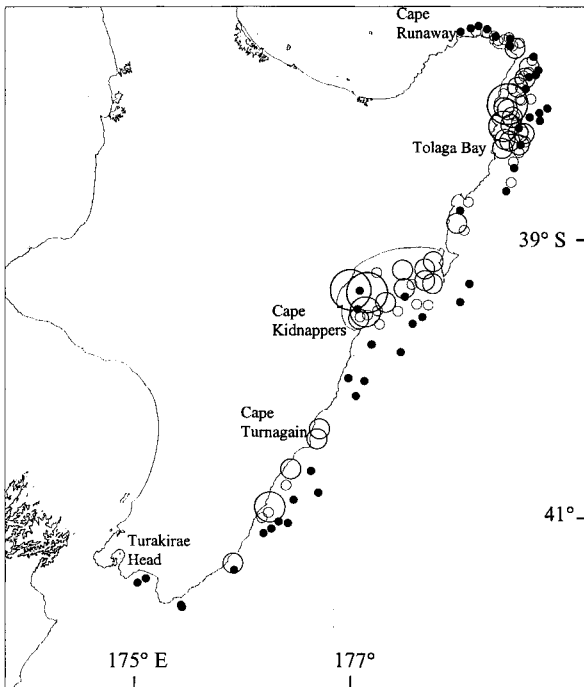 Cape
Runaway
Tolaga Bay
39° S
Cape
Kidnappers
Cape
Turnagain
41°
Turakirae
Head
175° E
177°